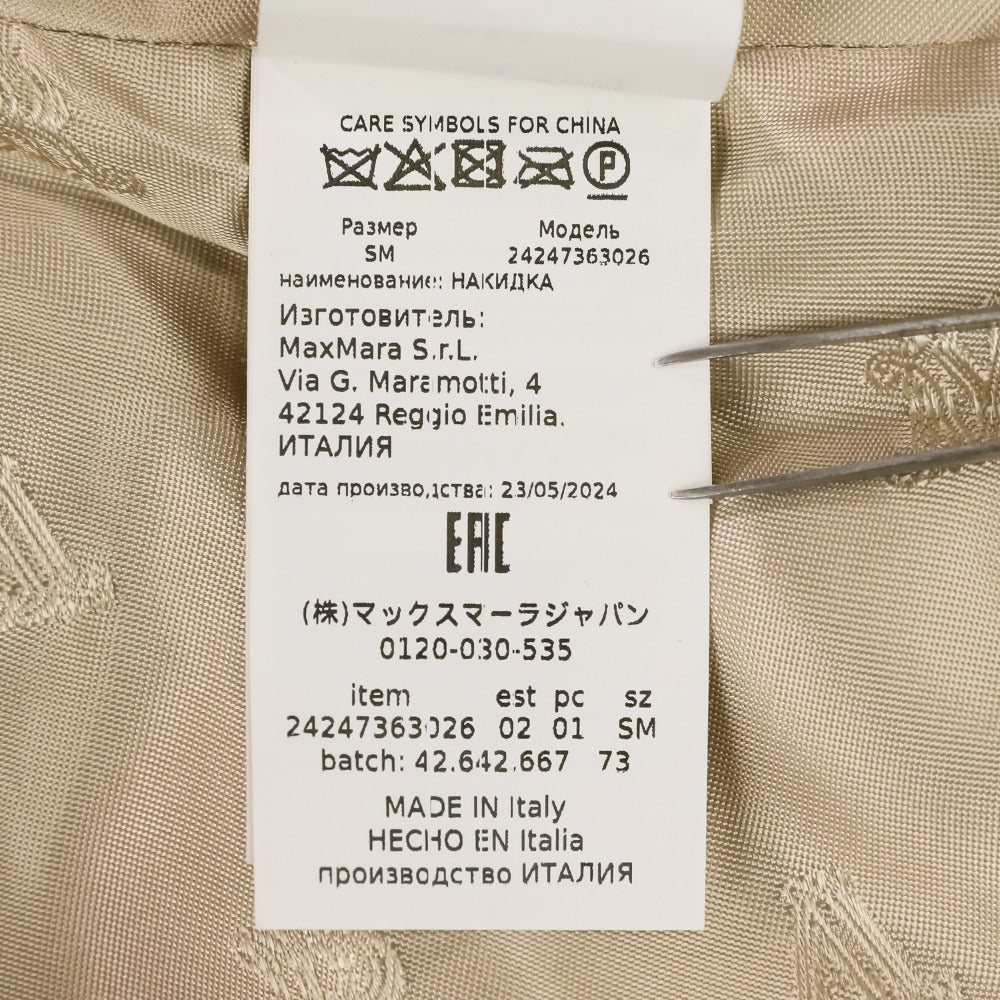 CARE SYMBOLS FOR CHINA
P
Размер Модель
SM 24247363026
наименование: НАКИДКА
Изготовитель:
MaxMara S.r.L.
Via G. Maramotti, 4
42124 Reggio Emilia.
ИТАЛИЯ
дата производства: 23/05/2024
EAC
(株)マックスマーラジャパン
0120-030-535
item est pc sz
24247363026 02 01 SM
batch: 42.642.667 73
MADE IN Italy
HECHO EN Italia
производство ИТАЛИЯ